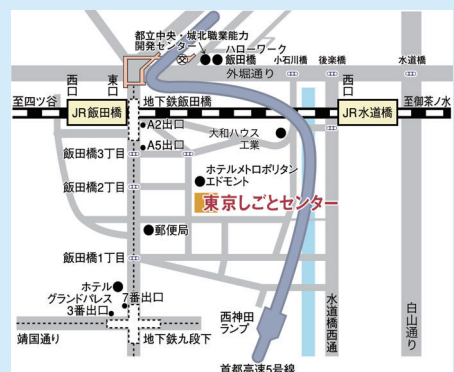 都立中央・城北職業能力
開発センター
ハローワーク
飯田橋
小石川橋
後楽橋
水道橋
外堀通り
西口
東口
西口
至四ツ谷
JR飯田橋
地下鉄飯田橋
JR水道橋
至御茶ノ水
A2出口
大和ハウス
工業
A5出口
飯田橋3丁目
ホテルメトロポリタン
エドモント
飯田橋2丁目
東京しごとセンター
郵便局
飯田橋1丁目
ホテル
グランドパレス
7番出口
3番出口
西神田
ランプ
水道橋西通
白山通り
靖国通り
地下鉄九段下
首都高速5号線